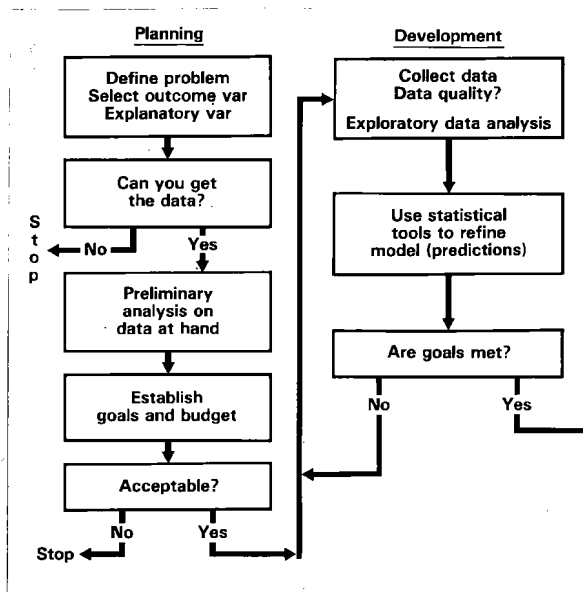 Planning
Define problem
Select outcome var
Explanatory var
Can you get
the data?
Stop
No
Yes
Preliminary
analysis on
data at hand
Establish
goals and budget
Acceptable?
No
Yes
Stop
Development
Collect data
Data quality?
Exploratory data analysis
Use statistical
tools to refine
model (predictions)
Are goals met?
No
Yes